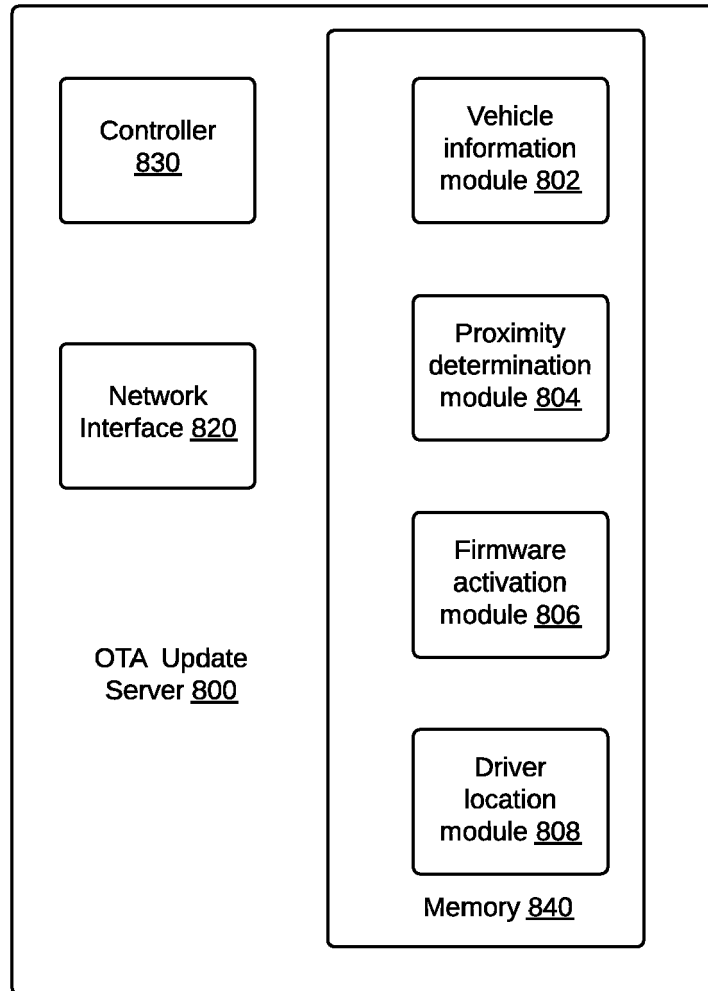 Controller
830
Network
Interface 820
OTA Update
Server 800
Vehicle
information
module 802
Proximity
determination
module 804
Firmware
activation
module 806
Driver
location
module 808
Memory 840